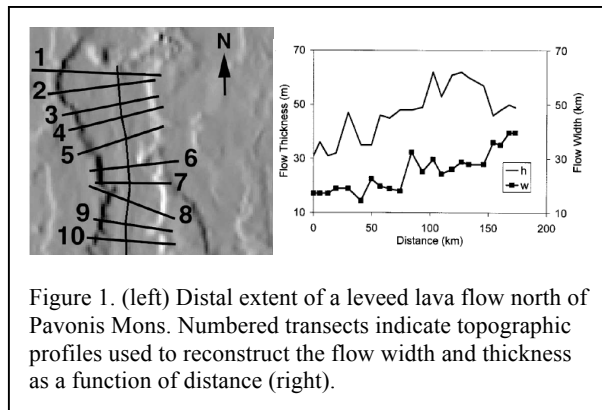 1
2
3
4
5
6
7
8
9
10
N
70
50
30
10
Flow Thickness (m)
70
50
30
10
Flow Width (km)
h
w
0
50
100
150
200
Distance (km)
Figure 1. (left) Distal extent of a leveed lava flow north of
Pavonis Mons. Numbered transects indicate topographic
profiles used to reconstruct the flow width and thickness
as a function of distance (right).